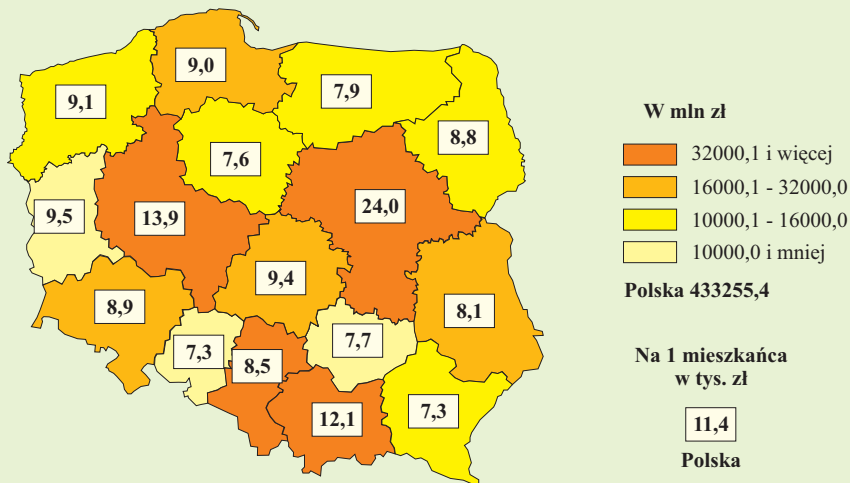 9,0
9,1
7,9
8,8
7,6
9,5
13,9
24,0
9,4
8,9
8,1
7,3
8,5
7,7
12,1
7,3
W mln zł
32000,1 i więcej
16000,1 - 32000,0
10000,1 - 16000,0
10000,0 i mniej
Polska 433255,4
Na 1 mieszkańca
w tys. zł
11,4
Polska